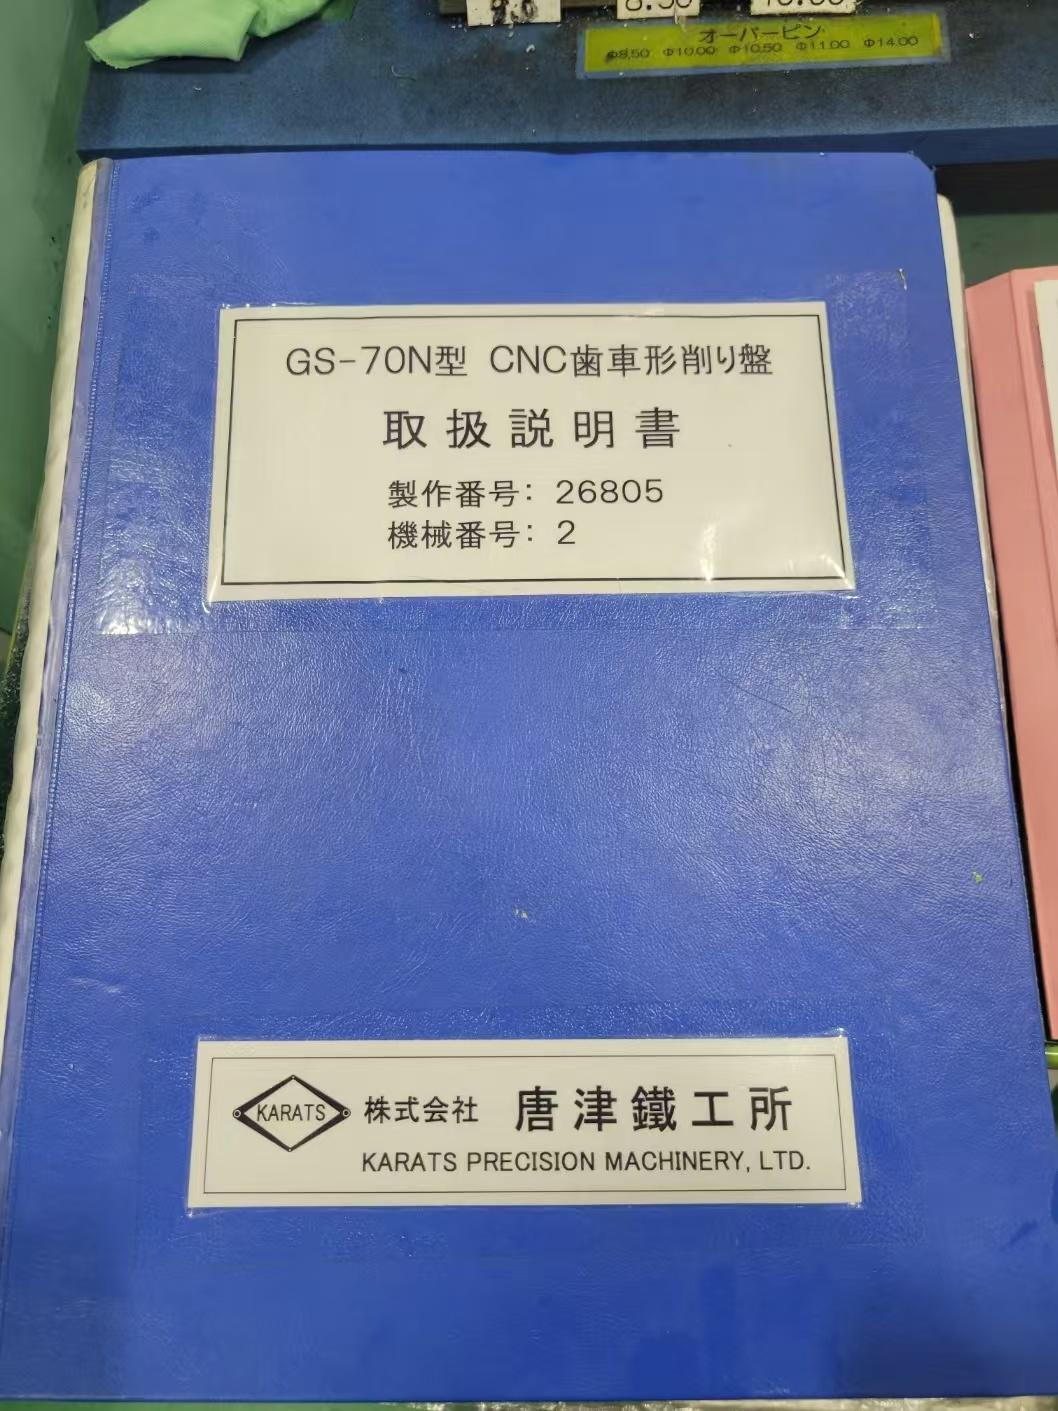 オーバーピン
Φ8.50 Φ10.00 Φ10.50 Φ11.00 Φ14.00
GS-70N型 CNC歯車形削り盤
取扱説明書
製作番号: 26805
機械番号: 2
KARATS 株式会社 唐津鐵工所
KARATS PRECISION MACHINERY, LTD.